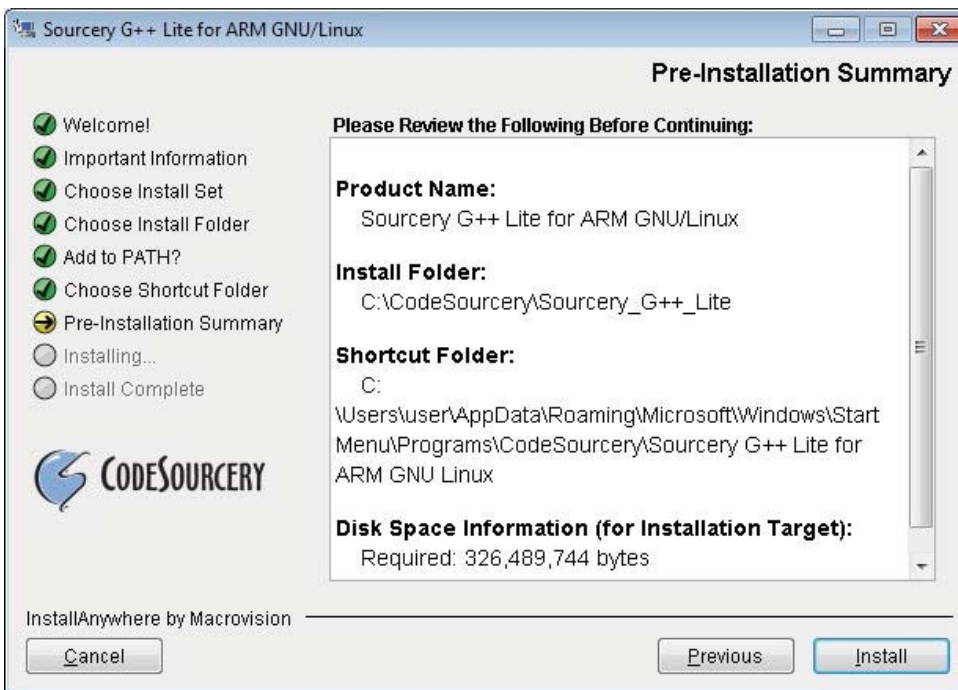 Sourcery G++ Lite for ARM GNU/Linux
Pre-Installation Summary
Welcome!
Important Information
Choose Install Set
Choose Install Folder
Add to PATH?
Choose Shortcut Folder
Pre-Installation Summary
Installing...
Install Complete
CODESOURCERY
Please Review the Following Before Continuing:
Product Name:
Sourcery G++ Lite for ARM GNU/Linux
Install Folder:
C:\CodeSourcery\Sourcery_G++_Lite
Shortcut Folder:
C:
\Users\user\AppData\Roaming\Microsoft\Windows\Start
Menu\Programs\CodeSourcery\Sourcery G++ Lite for
ARM GNU Linux
Disk Space Information (for Installation Target):
Required: 326,489,744 bytes
InstallAnywhere by Macrovision
Cancel
Previous
Install